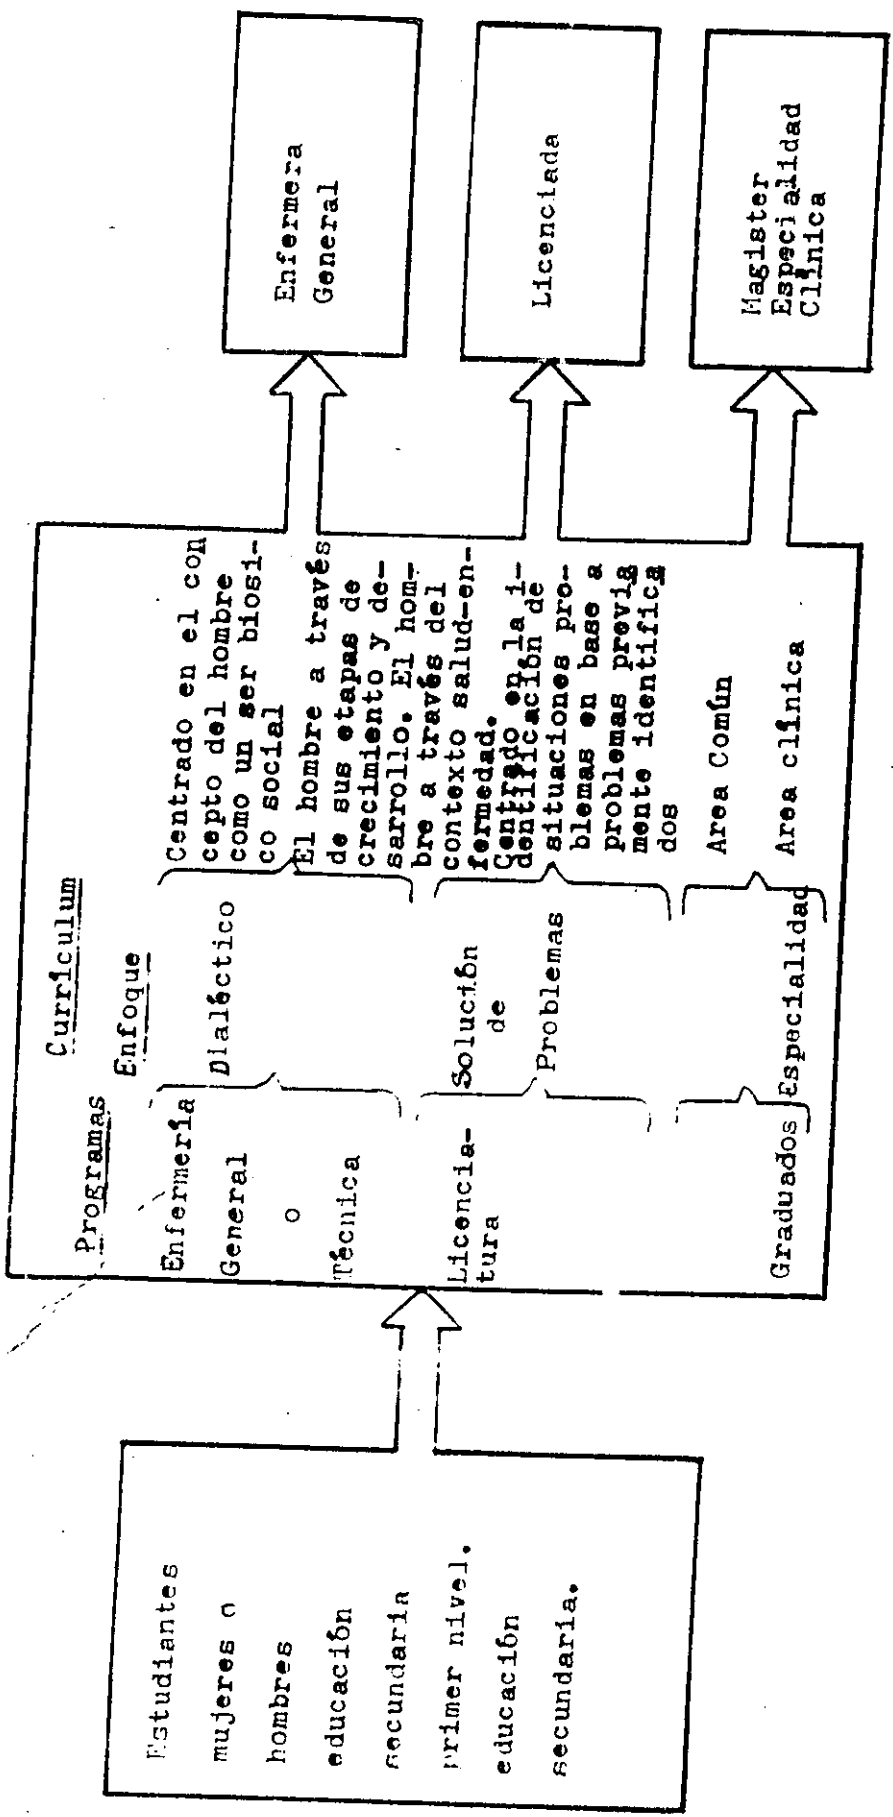 Estudiantes
mujeres o
hombres
educación
secundaria
primer nivel.
educación
secundaria.
Curriculum
Programas
Enfoque
Enfermería
General
o
Técnica
Dialéctico
Centrado en el con
cepto del hombre
como un ser biosi-
co social
El hombre a través
de sus etapas de
crecimiento y de-
sarrollo. El hom-
bre a través del
contexto salud-en-
fermedad.
Licencia-
tura
Solución
de
Problemas
Centrado en la i-
dentificación de
situaciones pro-
blemas en base a
problemas previa
mente identifica
dos
Graduados
Especialidad
Area Común
Area clínica
Enfermera
General
Licenciada
Magister
Especialidad
Clínica